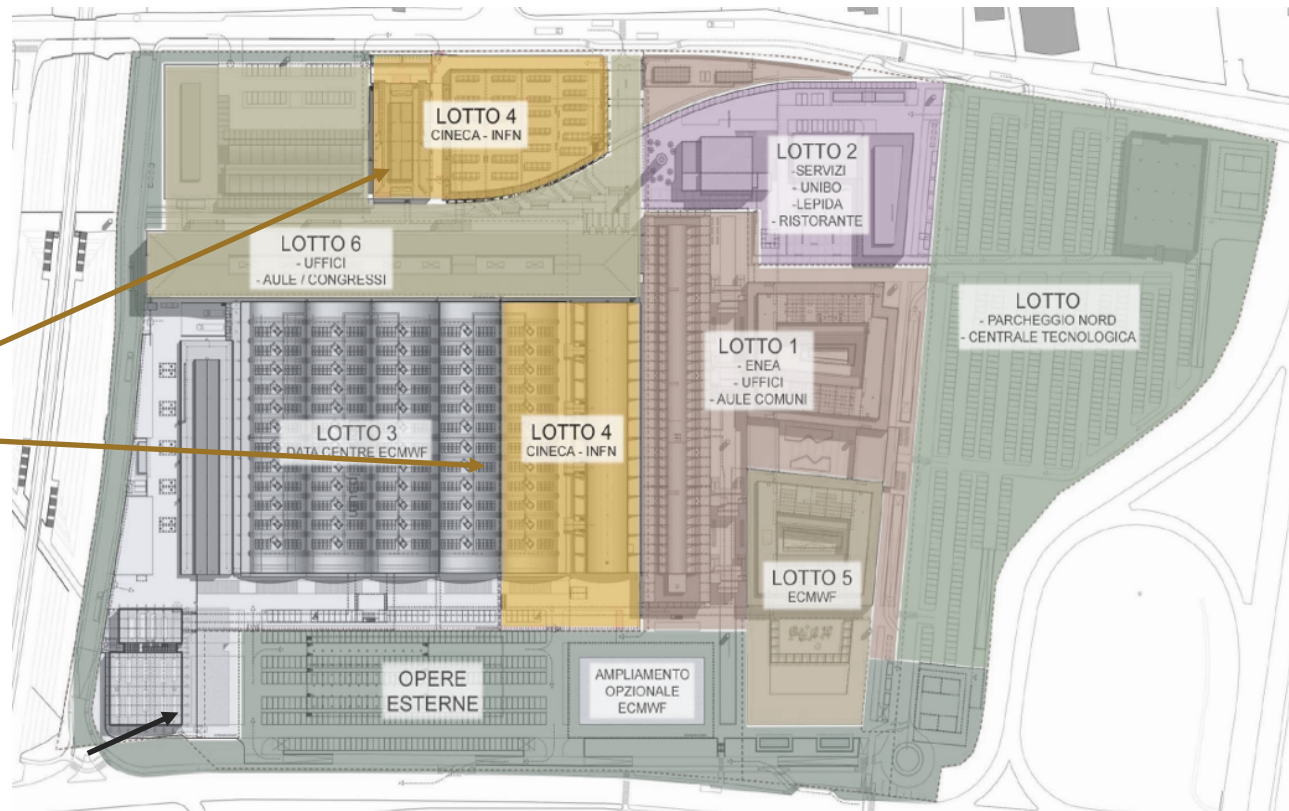 LOTTO 4
CINECA - INFN
LOTTO 2
-SERVIZI
- UNIBO
-LEPIDA
- RISTORANTE
LOTTO 6
- UFFICI
- AULE / CONGRESSI
LOTTO
- PARCHEGGIO NORD
- CENTRALE TECNOLOGICA
LOTTO 1
- ENEA
- UFFICI
- AULE COMUNI
LOTTO 3
DATA CENTRE ECMWF
LOTTO 4
CINECA - INFN
LOTTO 5
ECMWF
OPERE
ESTERNE
AMPLIAMENTO
OPZIONALE
ECMWF